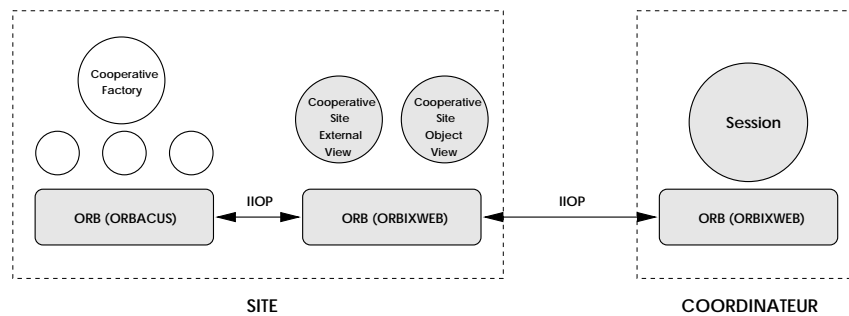 Cooperative
Factory
Cooperative
Site
External
View
Cooperative
Site
Object
View
Session
ORB (ORBACUS)
IIOP
ORB (ORBIXWEB)
IIOP
ORB (ORBIXWEB)
SITE
COORDINATEUR